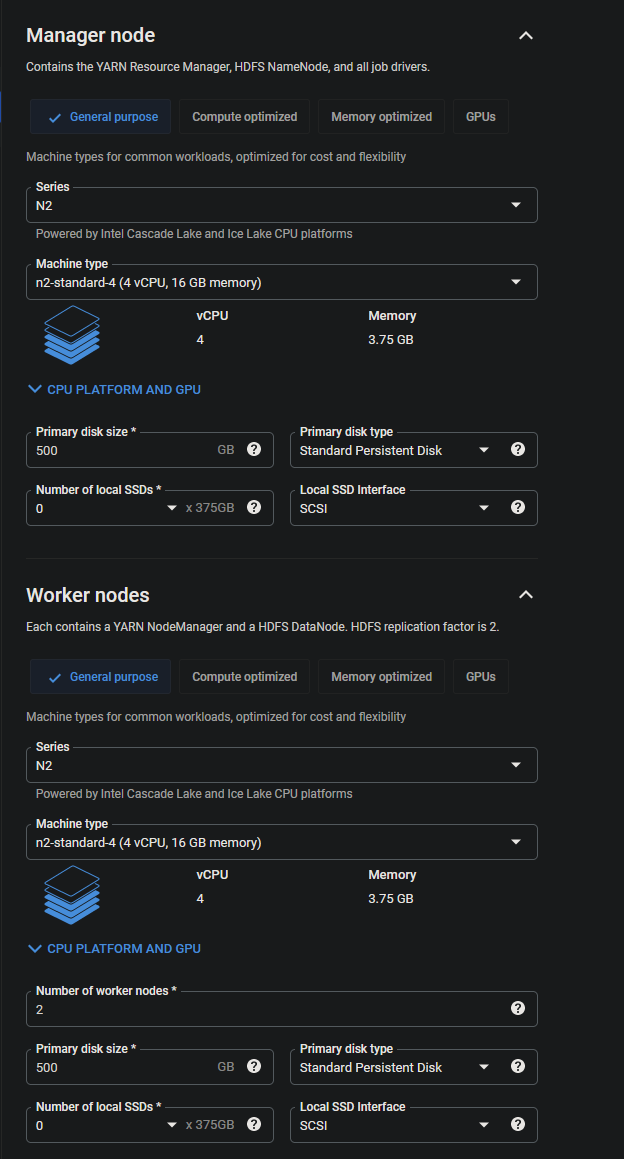 Manager node
Contains the YARN Resource Manager, HDFS NameNode, and all job drivers.
General purpose Compute optimized Memory optimized GPUs
Machine types for common workloads, optimized for cost and flexibility
Series
N2
Powered by Intel Cascade Lake and Ice Lake CPU platforms
Machine type
n2-standard-4 (4 vCPU, 16 GB memory)
vCPU Memory
4 3.75 GB
CPU PLATFORM AND GPU
Primary disk size * Primary disk type
500 GB ? Standard Persistent Disk ?
Number of local SSDs * Local SSD Interface
0 x 375GB ? SCSI ?
Worker nodes
Each contains a YARN NodeManager and a HDFS DataNode. HDFS replication factor is 2.
General purpose Compute optimized Memory optimized GPUs
Machine types for common workloads, optimized for cost and flexibility
Series
N2
Powered by Intel Cascade Lake and Ice Lake CPU platforms
Machine type
n2-standard-4 (4 vCPU, 16 GB memory)
vCPU Memory
4 3.75 GB
CPU PLATFORM AND GPU
Number of worker nodes *
2 ?
Primary disk size * Primary disk type
500 GB ? Standard Persistent Disk ?
Number of local SSDs * Local SSD Interface
0 x 375GB ? SCSI ?